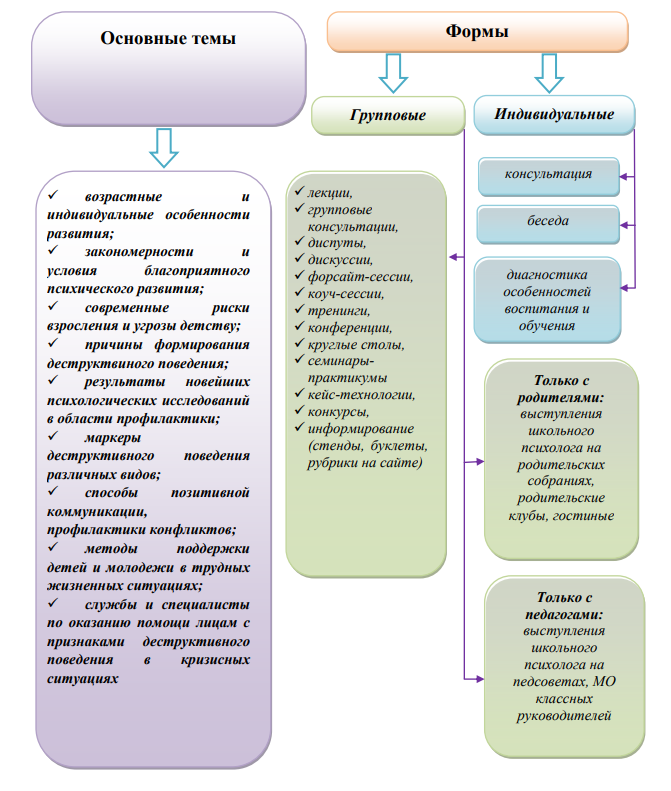 Основные темы
возрастные и
индивидуальные особенности
развития;
закономерности и
условия благоприятного
психического развития;
современные риски
взросления и угрозы детству;
причины формирования
деструктвиного поведения;
результаты новейших
психологических исследований
в области профилактики;
маркеры
деструктивного поведения
различных видов;
способы позитивной
коммуникации,
профилактики конфликтов;
методы поддержки
детей и молодежи в трудных
жизненных ситуациях;
службы и специалисты
по оказанию помощи лицам с
признаками деструктивного
поведения в кризисных
ситуациях
Формы
Групповые
лекции,
групповые
консультации,
диспуты,
дискуссии,
форсайт-сессии,
коуч-сессии,
тренинги,
конференции,
круглые столы,
семинары-
практикумы
кейс-технологии,
конкурсы,
информирование
(стенды, буклеты,
рубрики на сайте)
Индивидуальные
консультация
беседа
диагностика
особенностей
воспитания и
обучения
Только с
родителями:
выступления
школьного
психолога на
родительских
собраниях,
родительские
клубы, гостиные
Только с
педагогами:
выступления
школьного
психолога на
педсоветах, МО
классных
руководителей